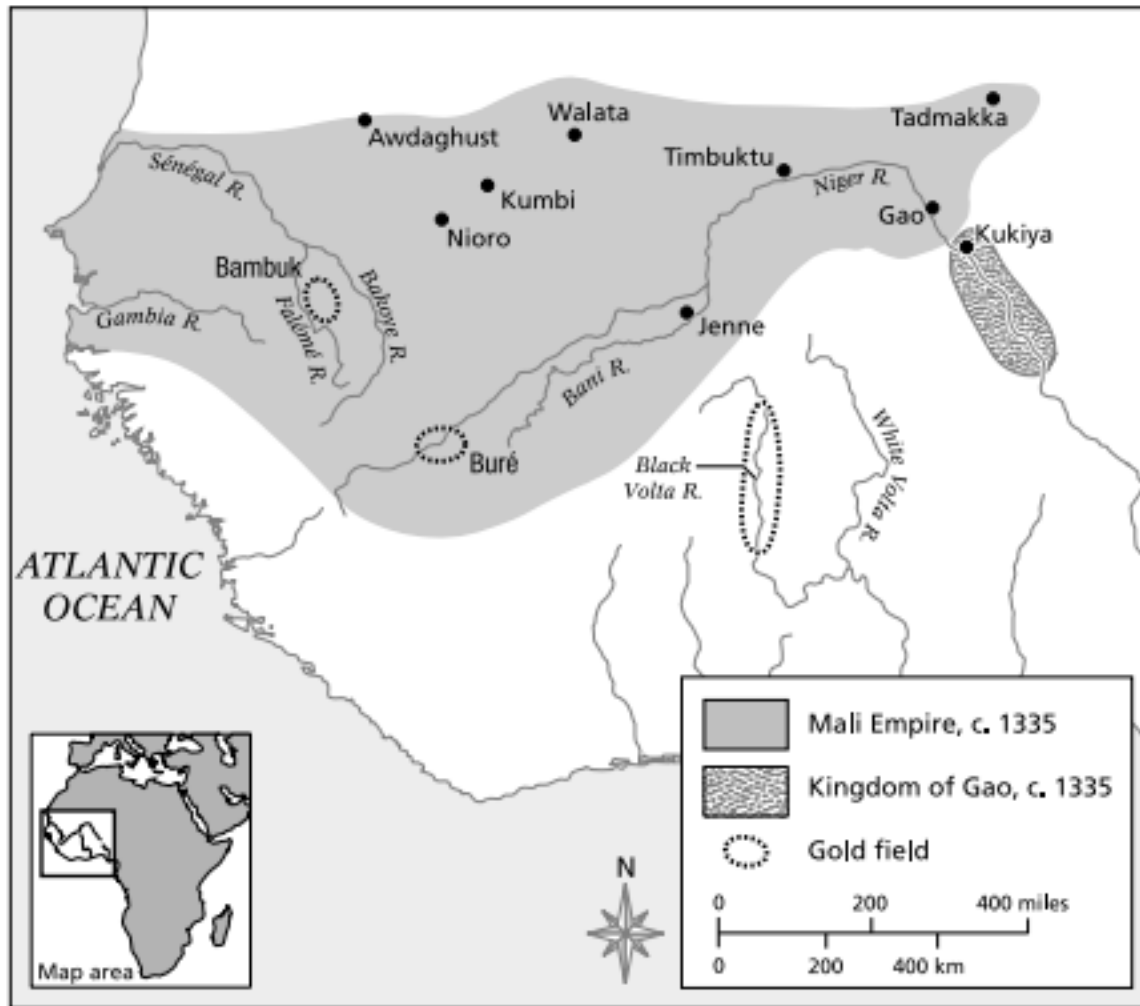 Tadmakka
Walata
Awdaghust
Timbuktu
Sénégal R.
Niger R.
Kumbi
Gao
Nioro
Kukiya
Bambuk
Bakoye R.
Gambia R.
Falémé R.
Jenne
Bani R.
White Volta R.
Buré
Black
Volta R.
ATLANTIC
OCEAN
Mali Empire, c. 1335
Kingdom of Gao, c. 1335
Gold field
N
0 200 400 miles
0 200 400 km
Map area